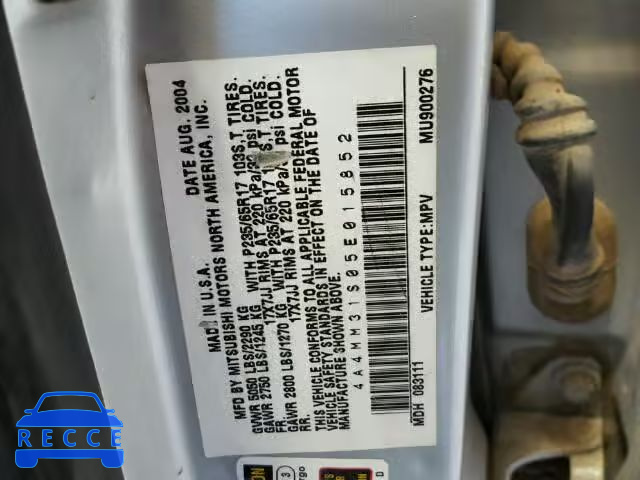 MADE IN U.S.A. DATE AUG. 2004
MFD. BY MITSUBISHI MOTORS NORTH AMERICA, INC.
GVWR 5050 LBS/2290 KG
GAWR 2750 LBS/1245 KG WITH P235/65R17 103S,T TIRES.
FR. 17X7JJ RIMS AT 220 kPa/ psi COLD.
GAWR 2800 LBS/1270 KG WITH P235/65R17 S,T TIRES.
RR. 17X7JJ RIMS AT 220 kPa/ psi COLD.
THIS VEHICLE CONFORMS TO ALL APPLICABLE FEDERAL MOTOR
VEHICLE SAFETY STANDARDS IN EFFECT ON THE DATE OF
MANUFACTURE SHOWN ABOVE.
4A4MM31S05E015852
MDH 083111 VEHICLE TYPE:MPV MU900276
RECCE
ON
3
rgo
D